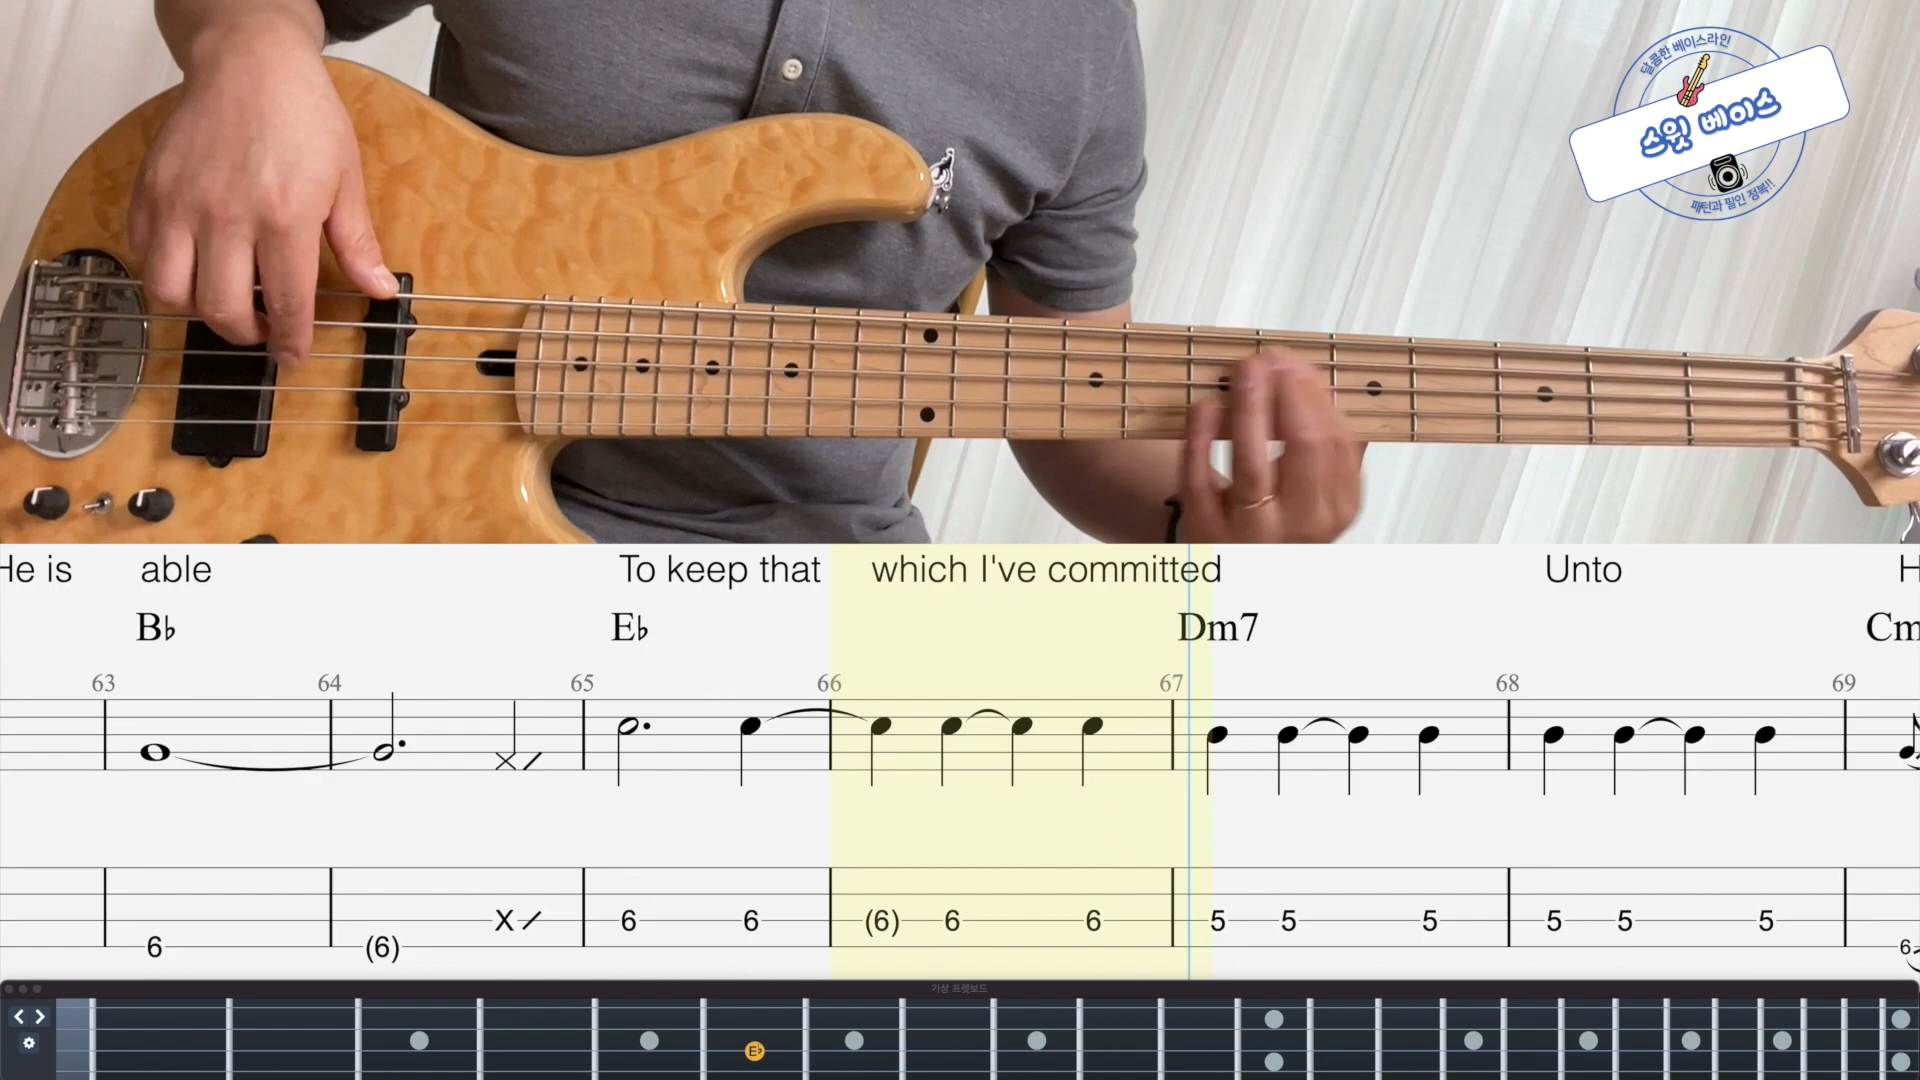 달콤한 베이스라인
스윗 베이스
패턴과 필인 정복!!
He is able To keep that which I've committed Unto H
B♭ E♭ Dm7 Cm
63 64 65 66 67 68 69
6 (6) X 6 6 (6) 6 6 5 5 5 5 5 5 6
가상 프렛보드
E♭